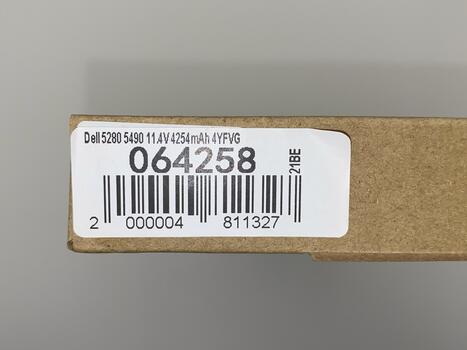 Dell 5280 5490 11.4V 4254mAh 4YFVG
064258
21BE
2 000004 811327